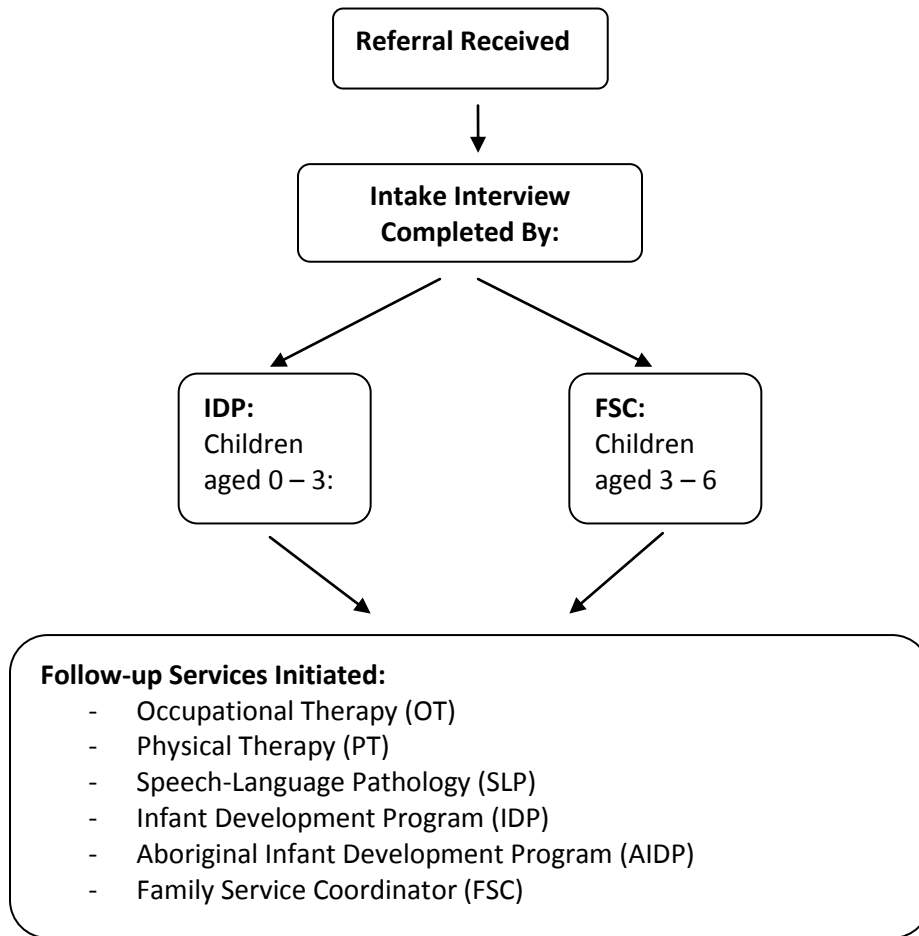 Referral Received
Intake Interview
Completed By:
IDP:
Children
aged 0 – 3:
FSC:
Children
aged 3 – 6
Follow-up Services Initiated:
- Occupational Therapy (OT)
- Physical Therapy (PT)
- Speech-Language Pathology (SLP)
- Infant Development Program (IDP)
- Aboriginal Infant Development Program (AIDP)
- Family Service Coordinator (FSC)